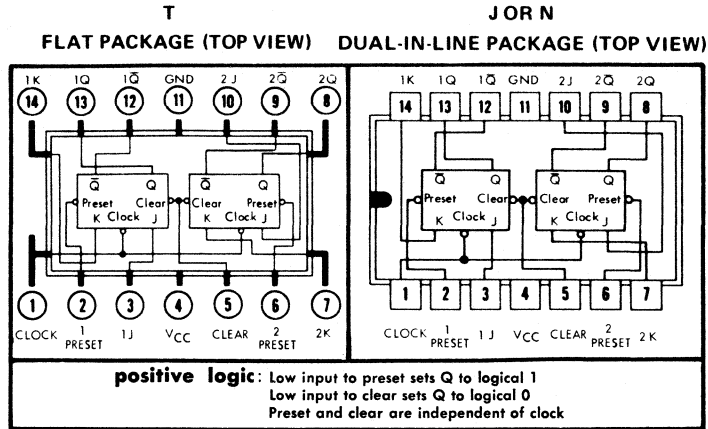 T
FLAT PACKAGE (TOP VIEW)
1K 1Q 1Q̅ GND 2J 2Q̅ 2Q
14 13 12 11 10 9 8
Q̅ Q Q̅ Q
Preset Clear Clear Preset
K Clock J K Clock J
1 2 3 4 5 6 7
CLOCK 1 PRESET 1J VCC CLEAR 2 PRESET 2K
J OR N
DUAL-IN-LINE PACKAGE (TOP VIEW)
1K 1Q 1Q̅ GND 2J 2Q̅ 2Q
14 13 12 11 10 9 8
Q̅ Q Q̅ Q
Preset Clear Clear Preset
K Clock J K Clock J
1 2 3 4 5 6 7
CLOCK 1 PRESET 1J VCC CLEAR 2 PRESET 2K
positive logic: Low input to preset sets Q to logical 1
Low input to clear sets Q to logical 0
Preset and clear are independent of clock